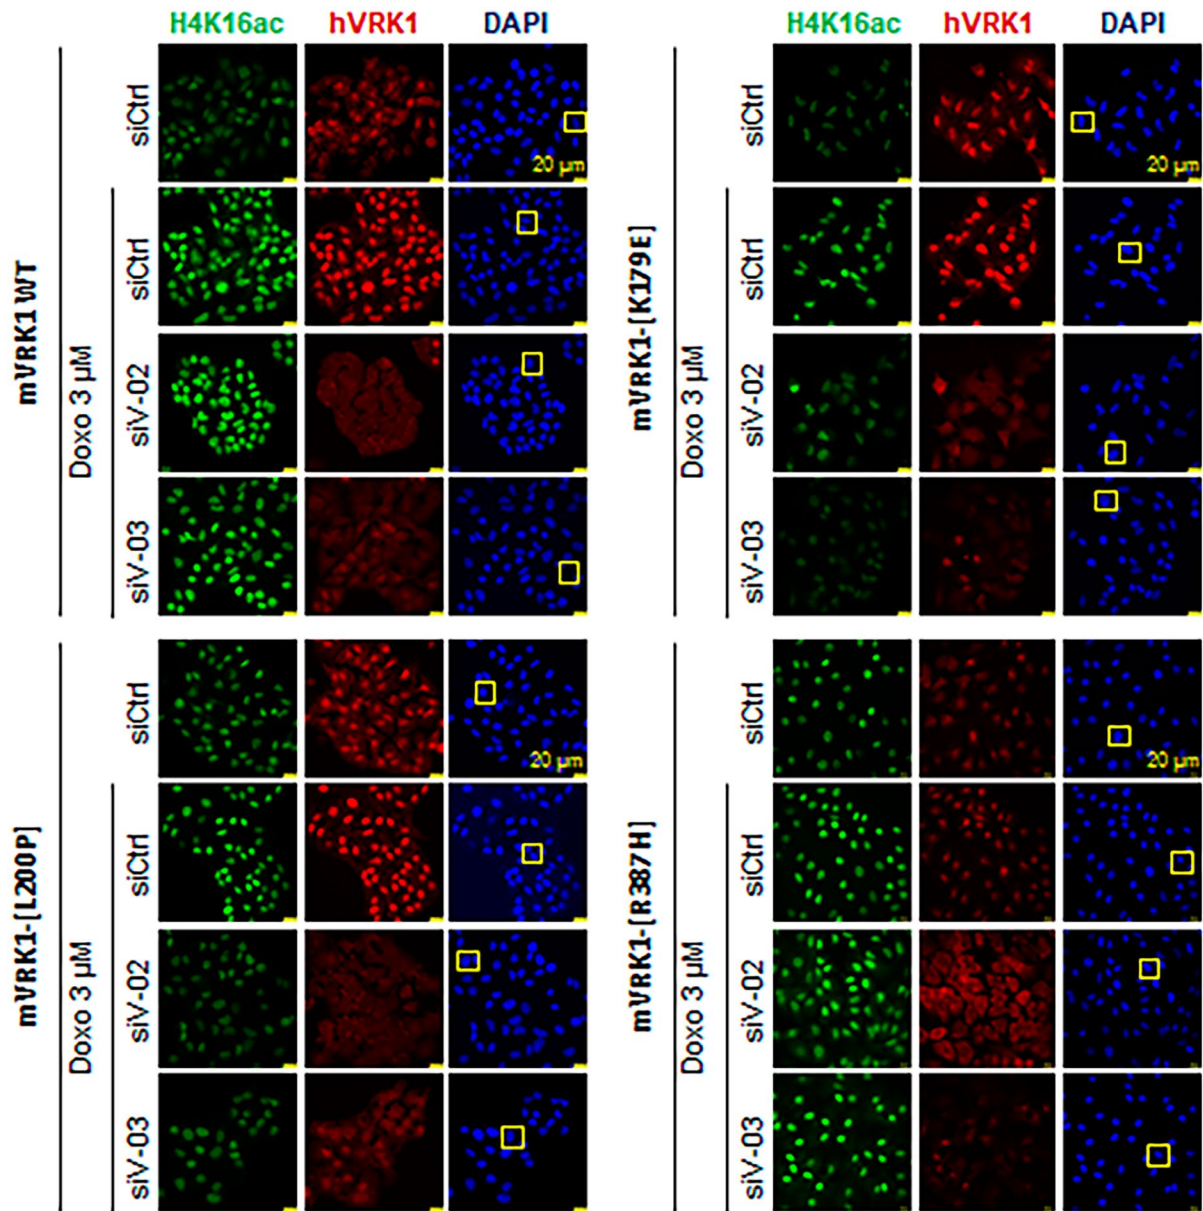 H4K16ac hVRK1 DAPI
H4K16ac hVRK1 DAPI
mVRK1 WT
siCtrl
20 µm
Doxo 3 µM
siCtrl
siV-02
siV-03
mVRK1-[K179E]
siCtrl
20 µm
Doxo 3 µM
siCtrl
siV-02
siV-03
mVRK1-[L200P]
siCtrl
20 µm
Doxo 3 µM
siCtrl
siV-02
siV-03
mVRK1-[R387H]
siCtrl
20 µm
Doxo 3 µM
siCtrl
siV-02
siV-03